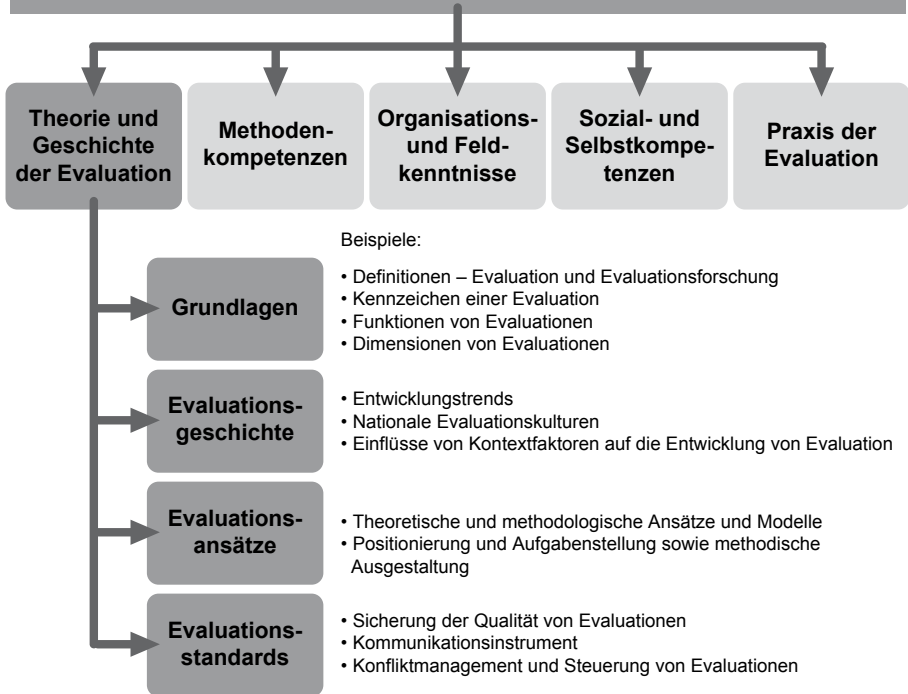 Theorie und
Geschichte
der Evaluation
Methoden-
kompetenzen
Organisations-
und Feld-
kenntnisse
Sozial- und
Selbstkompe-
tenzen
Praxis der
Evaluation
Beispiele:
Grundlagen
• Definitionen – Evaluation und Evaluationsforschung
• Kennzeichen einer Evaluation
• Funktionen von Evaluationen
• Dimensionen von Evaluationen
Evaluations-
geschichte
• Entwicklungstrends
• Nationale Evaluationskulturen
• Einflüsse von Kontextfaktoren auf die Entwicklung von Evaluation
Evaluations-
ansätze
• Theoretische und methodologische Ansätze und Modelle
• Positionierung und Aufgabenstellung sowie methodische
Ausgestaltung
Evaluations-
standards
• Sicherung der Qualität von Evaluationen
• Kommunikationsinstrument
• Konfliktmanagement und Steuerung von Evaluationen